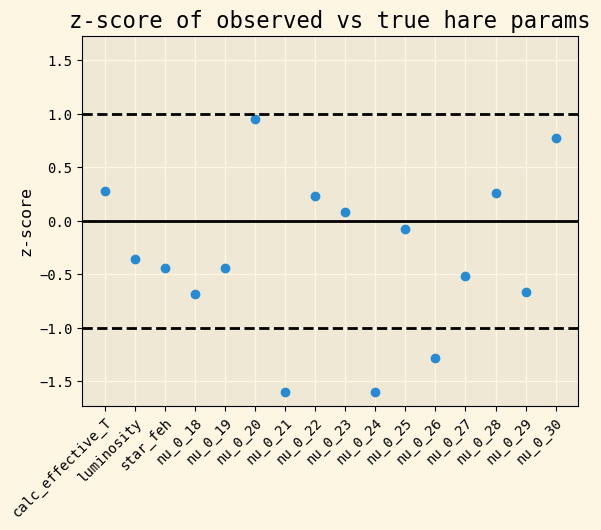 z-score of observed vs true hare params
z-score
1.5
1.0
0.5
0.0
−0.5
−1.0
−1.5
calc_effective_T
luminosity
star_feh
nu_0_18
nu_0_19
nu_0_20
nu_0_21
nu_0_22
nu_0_23
nu_0_24
nu_0_25
nu_0_26
nu_0_27
nu_0_28
nu_0_29
nu_0_30